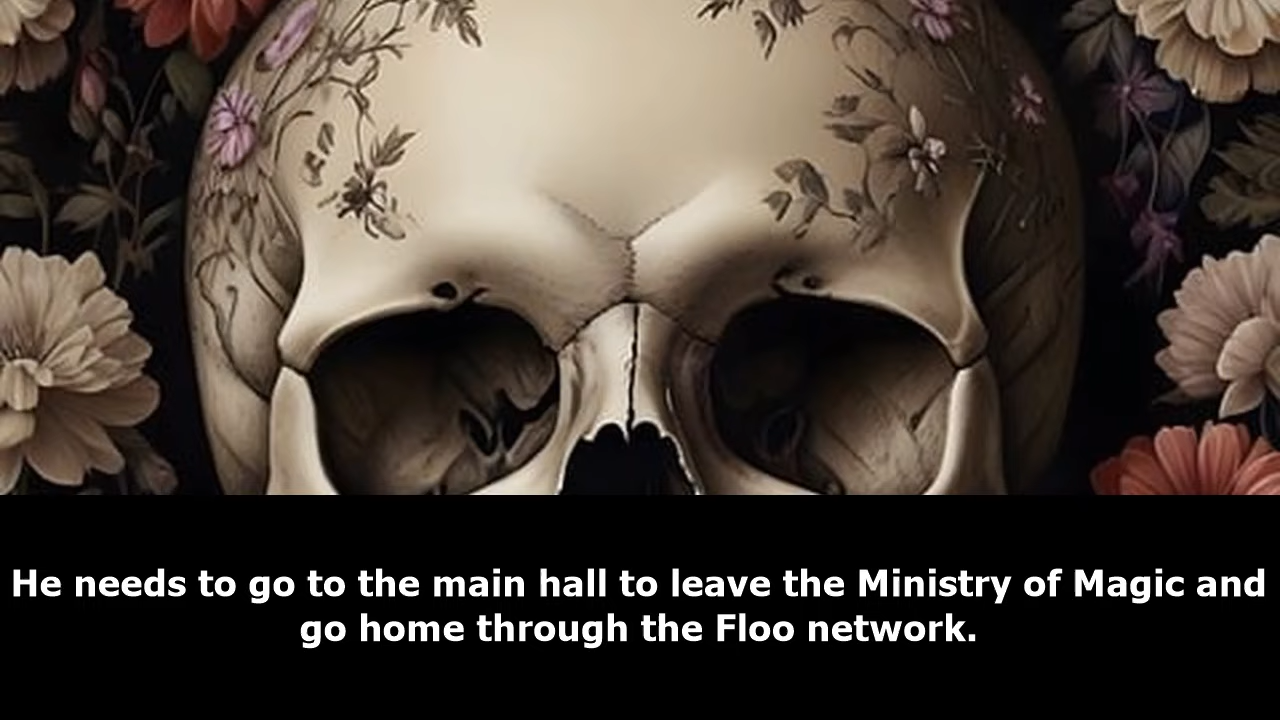 He needs to go to the main hall to leave the Ministry of Magic and
go home through the Floo network.